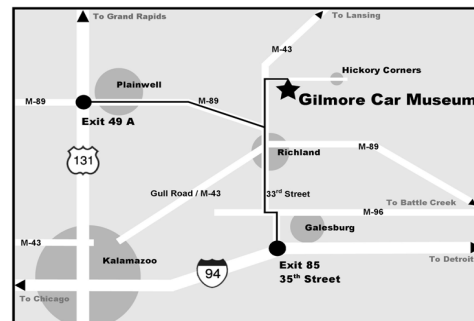 To Grand Rapids
To Lansing
M-43
Hickory Corners
Plainwell
Gilmore Car Museum
M-89
M-89
Exit 49 A
131
Richland
M-89
Gull Road / M-43
33rd Street
To Battle Creek
M-96
Galesburg
M-43
Kalamazoo
94
Exit 85
35th Street
To Detroit
To Chicago